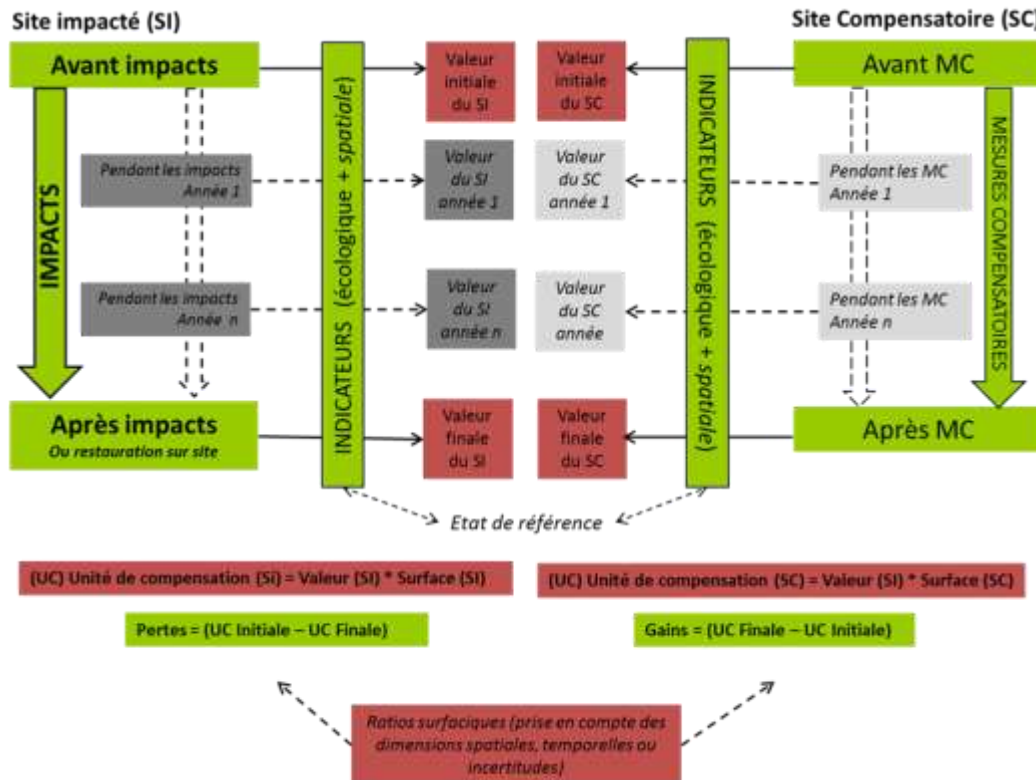 Site impacté (SI)
Site Compensatoire (SC)
Avant impacts
Valeur
initiale
du SI
Valeur
initiale
du SC
Avant MC
IMPACTS
Pendant les impacts
Année 1
INDICATEURS (écologique + spatiale)
Valeur
du SI
année 1
Valeur
du SC
année 1
INDICATEURS (écologique + spatiale)
Pendant les MC
Année 1
MESURES COMPENSATOIRES
Pendant les impacts
Année n
Valeur
du SI
année n
Valeur
du SC
année
Pendant les MC
Année n
Après impacts
Ou restauration sur site
Valeur
finale
du SI
Valeur
finale
du SC
Après MC
Etat de référence
(UC) Unité de compensation (SI) = Valeur (SI) * Surface (SI)
(UC) Unité de compensation (SC) = Valeur (SI) * Surface (SC)
Pertes = (UC Initiale – UC Finale)
Gains = (UC Finale – UC Initiale)
Ratios surfaciques (prise en compte des
dimensions spatiales, temporelles ou
incertitudes)